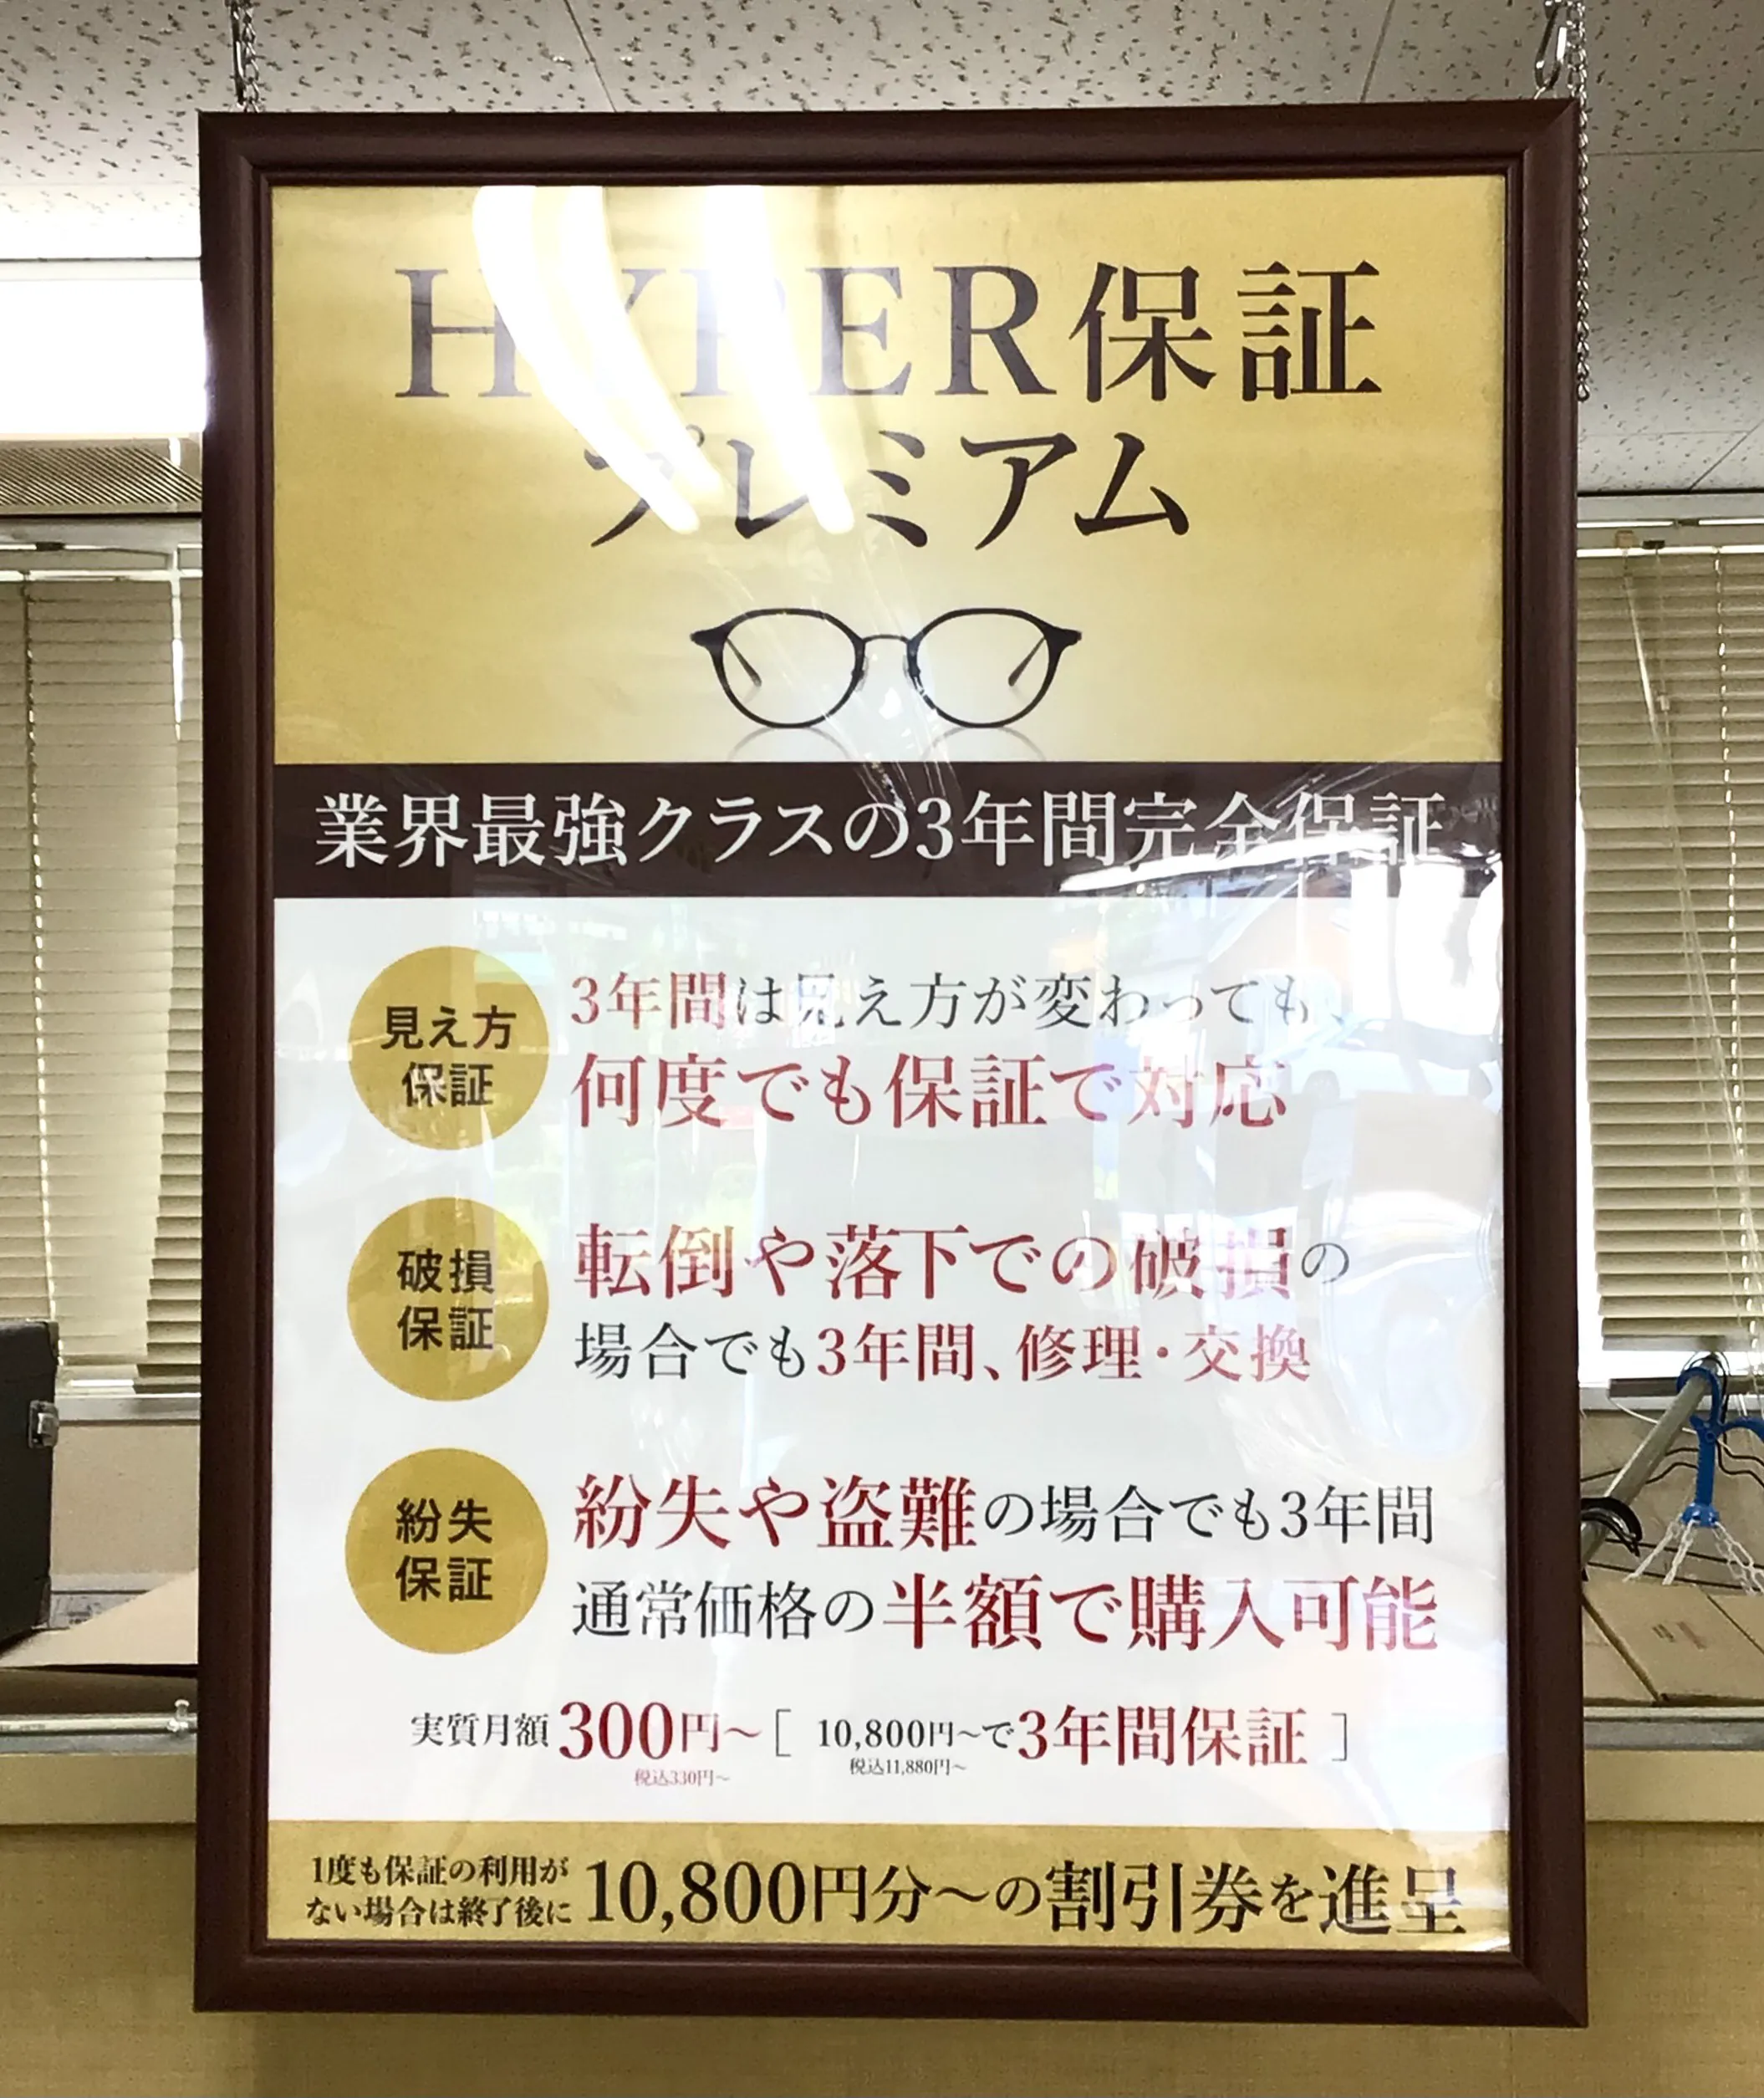 HYPER保証
プレミアム
業界最強クラスの3年間完全保証
見え方
保証
3年間は見え方が変わっても、
何度でも保証で対応
破損
保証
転倒や落下での破損の
場合でも3年間、修理・交換
紛失
保証
紛失や盗難の場合でも3年間
通常価格の半額で購入可能
実質月額300円～[ 10,800円～で3年間保証 ]
税込330円～ 税込11,880円～
1度も保証の利用が
ない場合は終了後に
10,800円分～の割引券を進呈